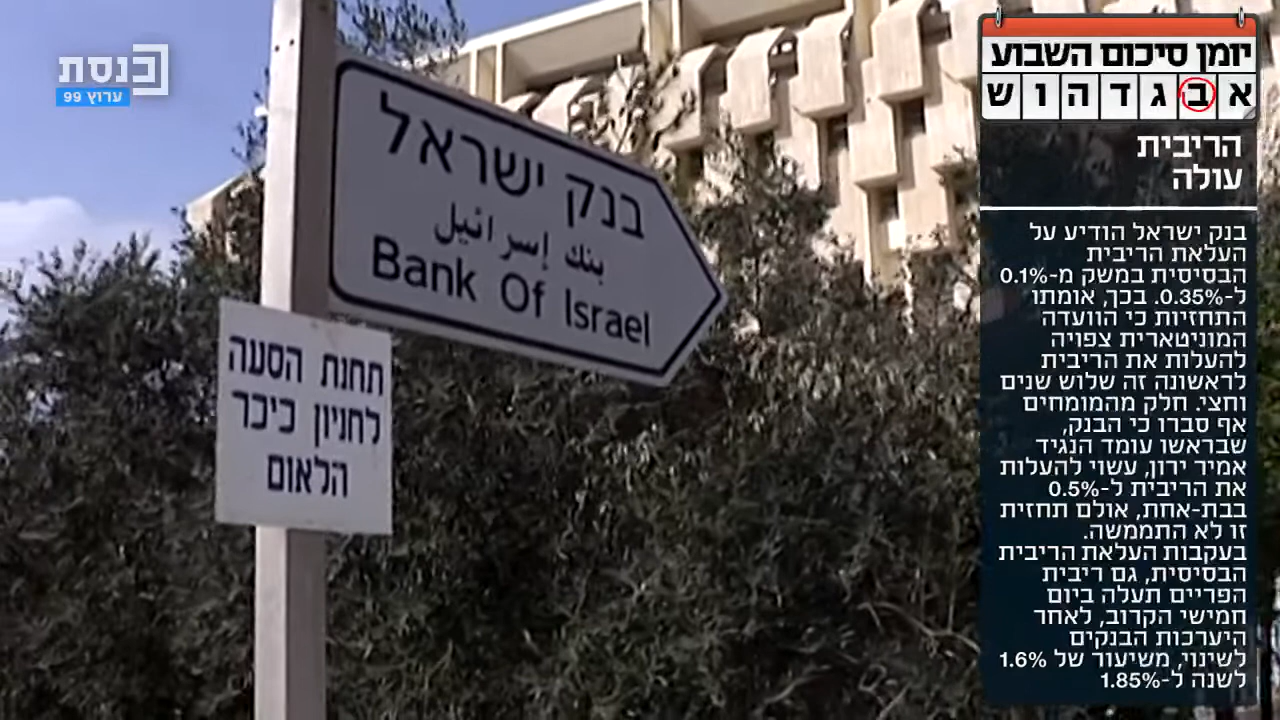 כנסת
ערוץ 99
בנק ישראל
بنك إسرائيل
Bank Of Israel
תחנת הסעה
לחניון כיכר
הלאום
יומן סיכום השבוע
א ב ג ד ה ו ש
הריבית
עולה
בנק ישראל הודיע על
העלאת הריבית
הבסיסית במשק מ-0.1%
ל-0.35%. בכך, אומתו
התחזיות כי הוועדה
המוניטארית צפויה
להעלות את הריבית
לראשונה זה שלוש שנים
וחצי. חלק מהמומחים
אף סברו כי הבנק,
שבראשו עומד הנגיד
אמיר ירון, עשוי להעלות
את הריבית ל-0.5%
בבת-אחת, אולם תחזית
זו לא התממשה.
בעקבות העלאת הריבית
הבסיסית, גם ריבית
הפריים תעלה ביום
חמישי הקרוב, לאחר
היערכות הבנקים
לשינוי, משיעור של 1.6%
לשנה ל-1.85%